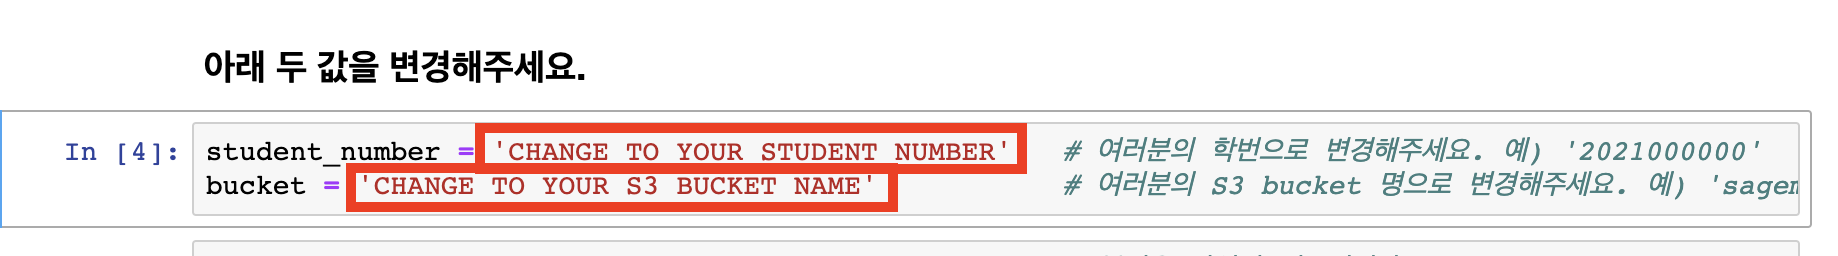 아래 두 값을 변경해주세요.
In [4]: student_number = 'CHANGE TO YOUR STUDENT NUMBER' # 여러분의 학번으로 변경해주세요. 예) '2021000000'
bucket = 'CHANGE TO YOUR S3 BUCKET NAME' # 여러분의 S3 bucket 명으로 변경해주세요. 예)